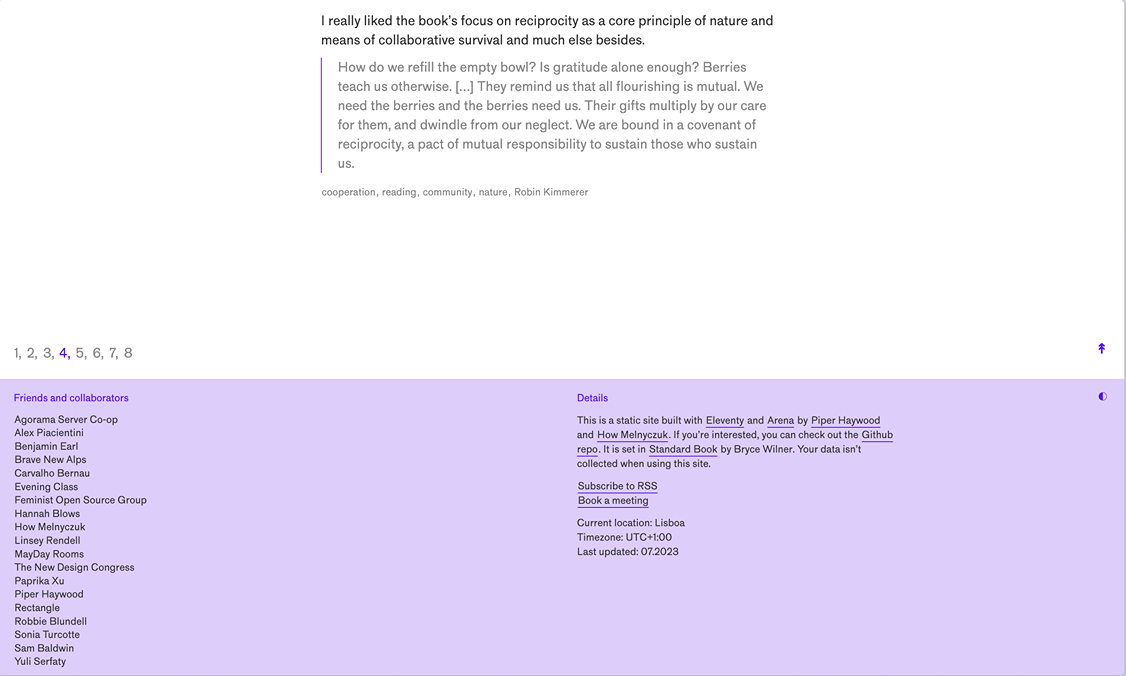 I really liked the book's focus on reciprocity as a core principle of nature and
means of collaborative survival and much else besides.
How do we refill the empty bowl? Is gratitude alone enough? Berries
teach us otherwise. [...] They remind us that all flourishing is mutual. We
need the berries and the berries need us. Their gifts multiply by our care
for them, and dwindle from our neglect. We are bound in a covenant of
reciprocity, a pact of mutual responsibility to sustain those who sustain
us.
cooperation, reading, community, nature, Robin Kimmerer
1, 2, 3, 4, 5, 6, 7, 8
Friends and collaborators
Agorama Server Co-op
Alex Piacientini
Benjamin Earl
Brave New Alps
Carvalho Bernau
Evening Class
Feminist Open Source Group
Hannah Blows
How Melnyczuk
Linsey Rendell
MayDay Rooms
The New Design Congress
Paprika Xu
Piper Haywood
Rectangle
Robbie Blundell
Sonia Turcotte
Sam Baldwin
Yuli Serfaty
Details
This is a static site built with Eleventy and Arena by Piper Haywood
and How Melnyczuk. If you're interested, you can check out the Github
repo. It is set in Standard Book by Bryce Wilner. Your data isn't
collected when using this site.
Subscribe to RSS
Book a meeting
Current location: Lisboa
Timezone: UTC+1:00
Last updated: 07.2023